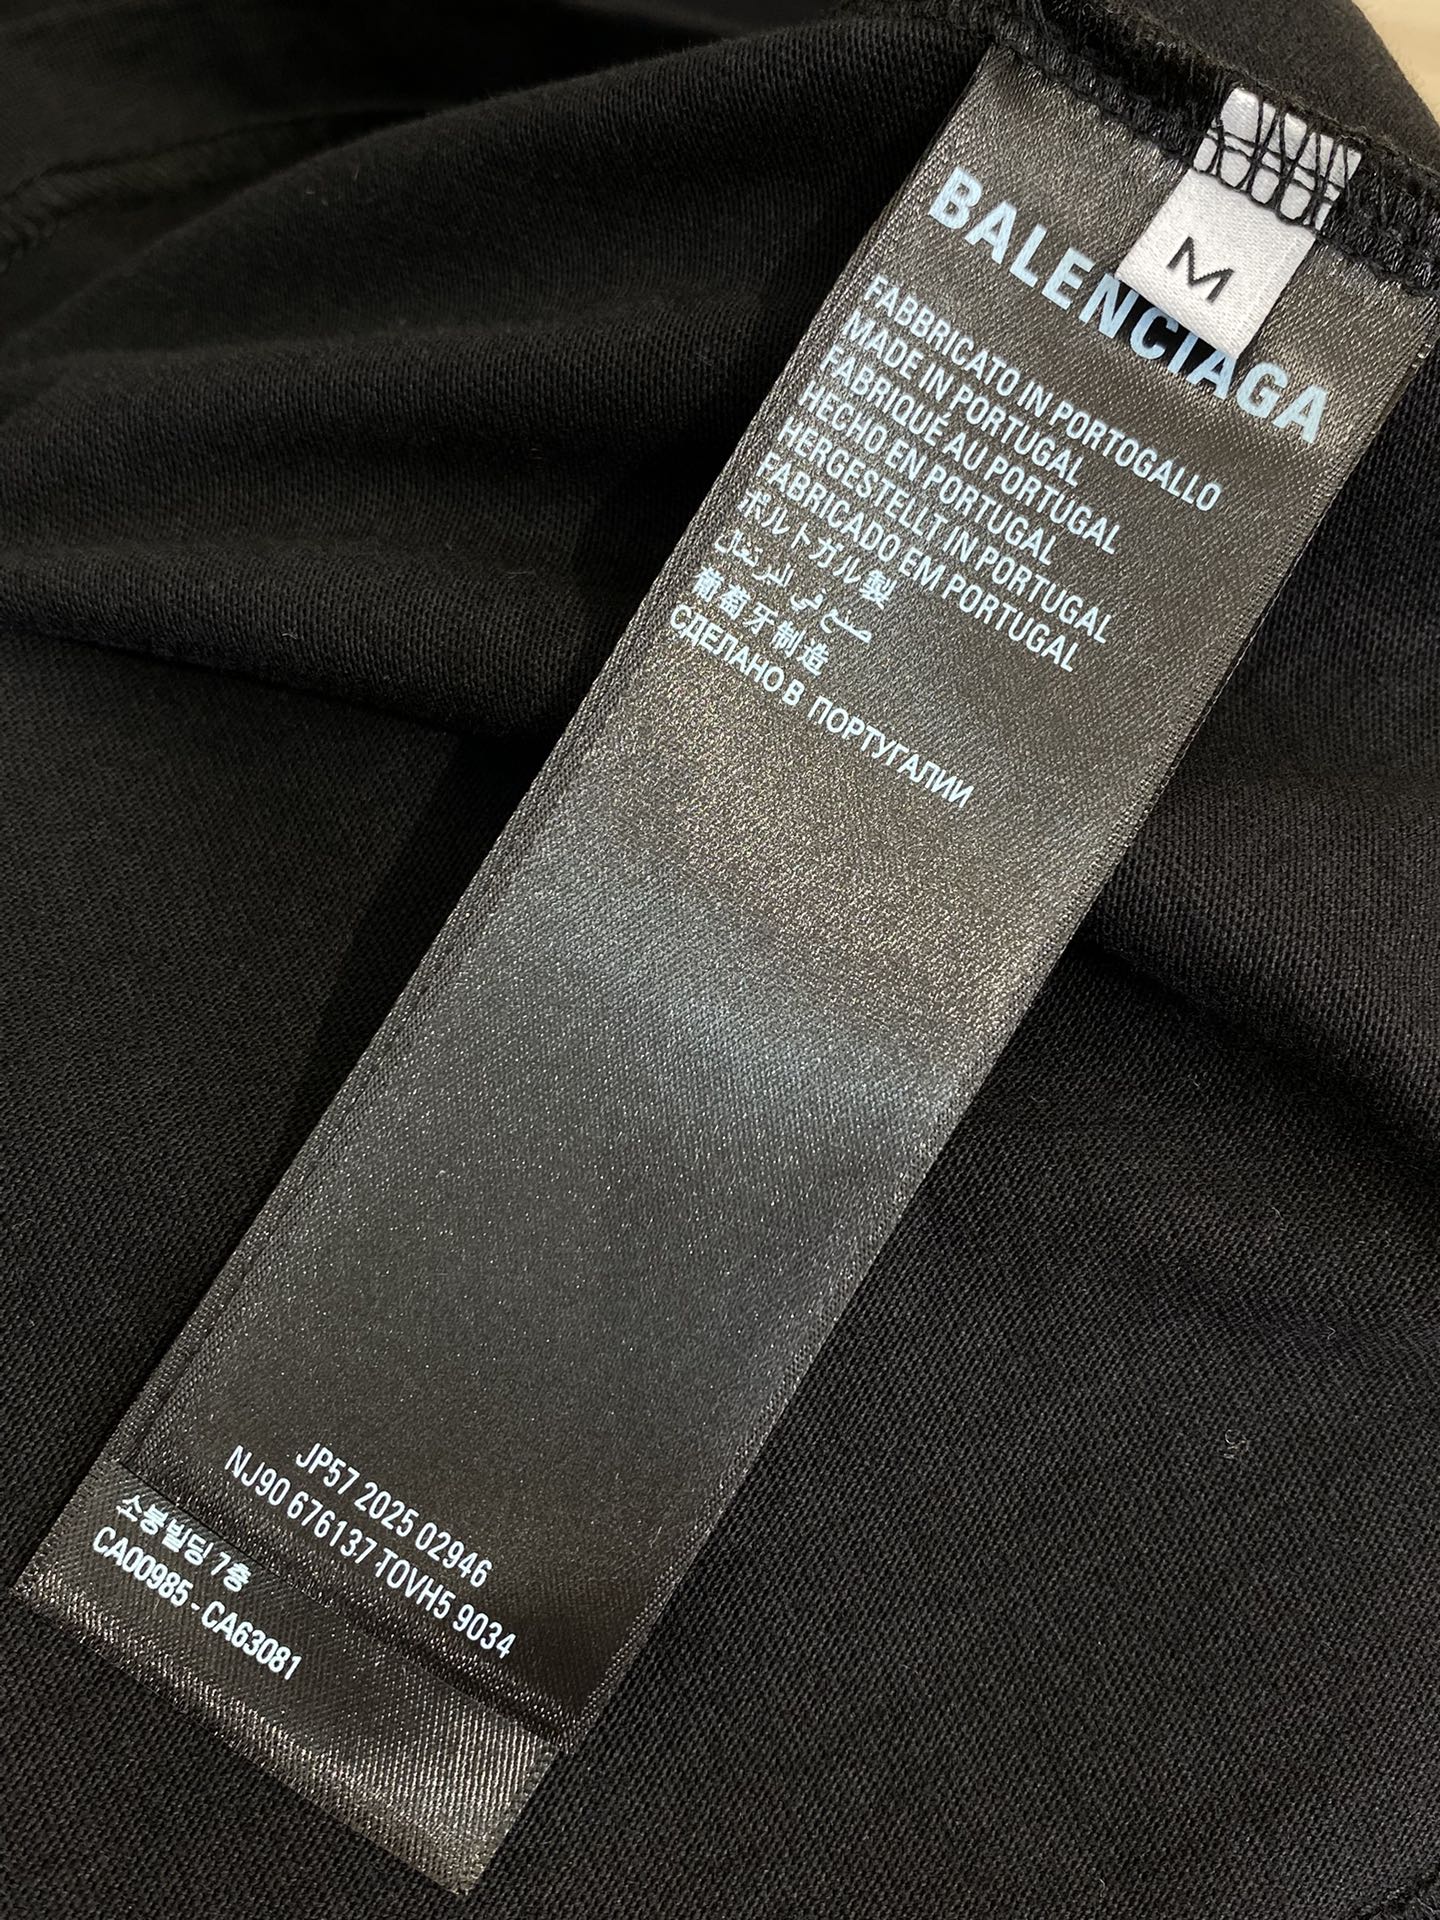 M
BALENCIAGA
FABBRICATO IN PORTOGALLO
MADE IN PORTUGAL
FABRIQUÉ AU PORTUGAL
HECHO EN PORTUGAL
HERGESTELLT IN PORTUGAL
FABRICADO EM PORTUGAL
ポルトガル製
صنع في البرتغال
葡萄牙制造
СДЕЛАНО В ПОРТУГАЛИИ
JP57 2025 02946
NJ90 676137 TOVH5 9034
소봉빌딩 7층
CA00985 - CA63081